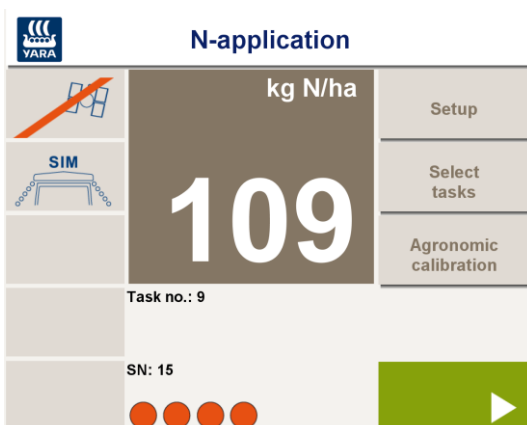 YARA
N-application
kg N/ha
109
Setup
SIM
Select
tasks
Agronomic
calibration
Task no.: 9
SN: 15